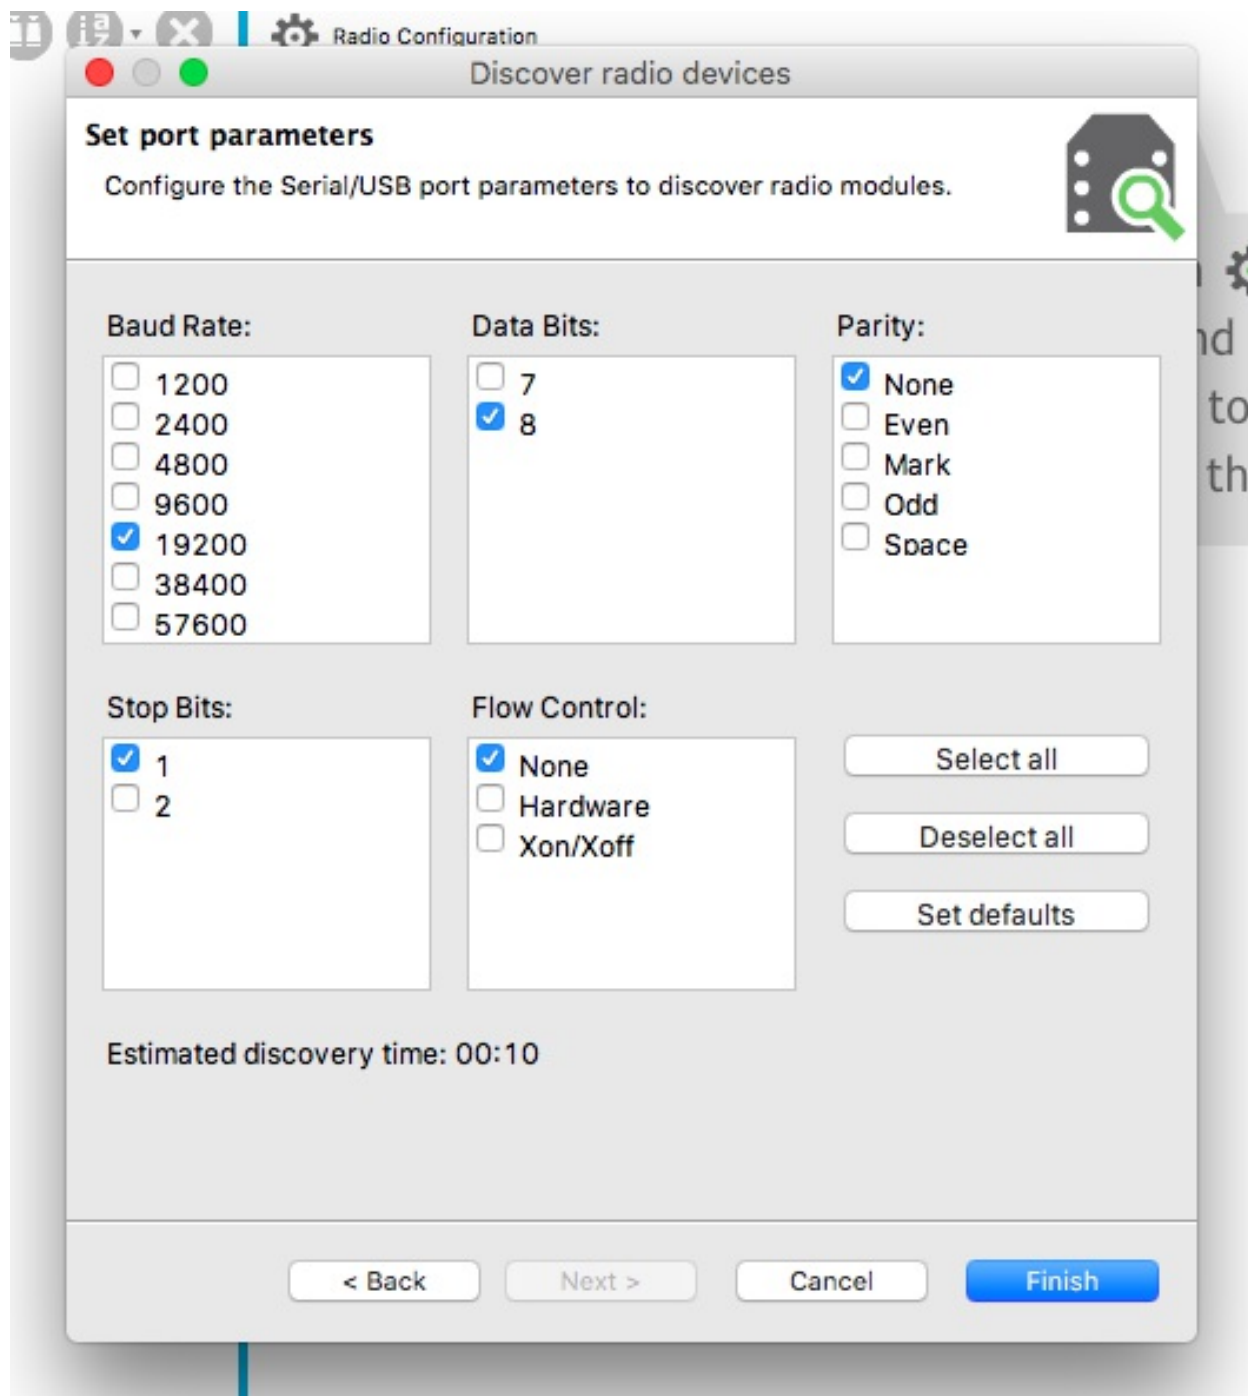 Radio Configuration
Discover radio devices
Set port parameters
Configure the Serial/USB port parameters to discover radio modules.
Baud Rate:
1200
2400
4800
9600
19200
38400
57600
Data Bits:
7
8
Parity:
None
Even
Mark
Odd
Space
Stop Bits:
1
2
Flow Control:
None
Hardware
Xon/Xoff
Select all
Deselect all
Set defaults
Estimated discovery time: 00:10
< Back
Next >
Cancel
Finish
to
th